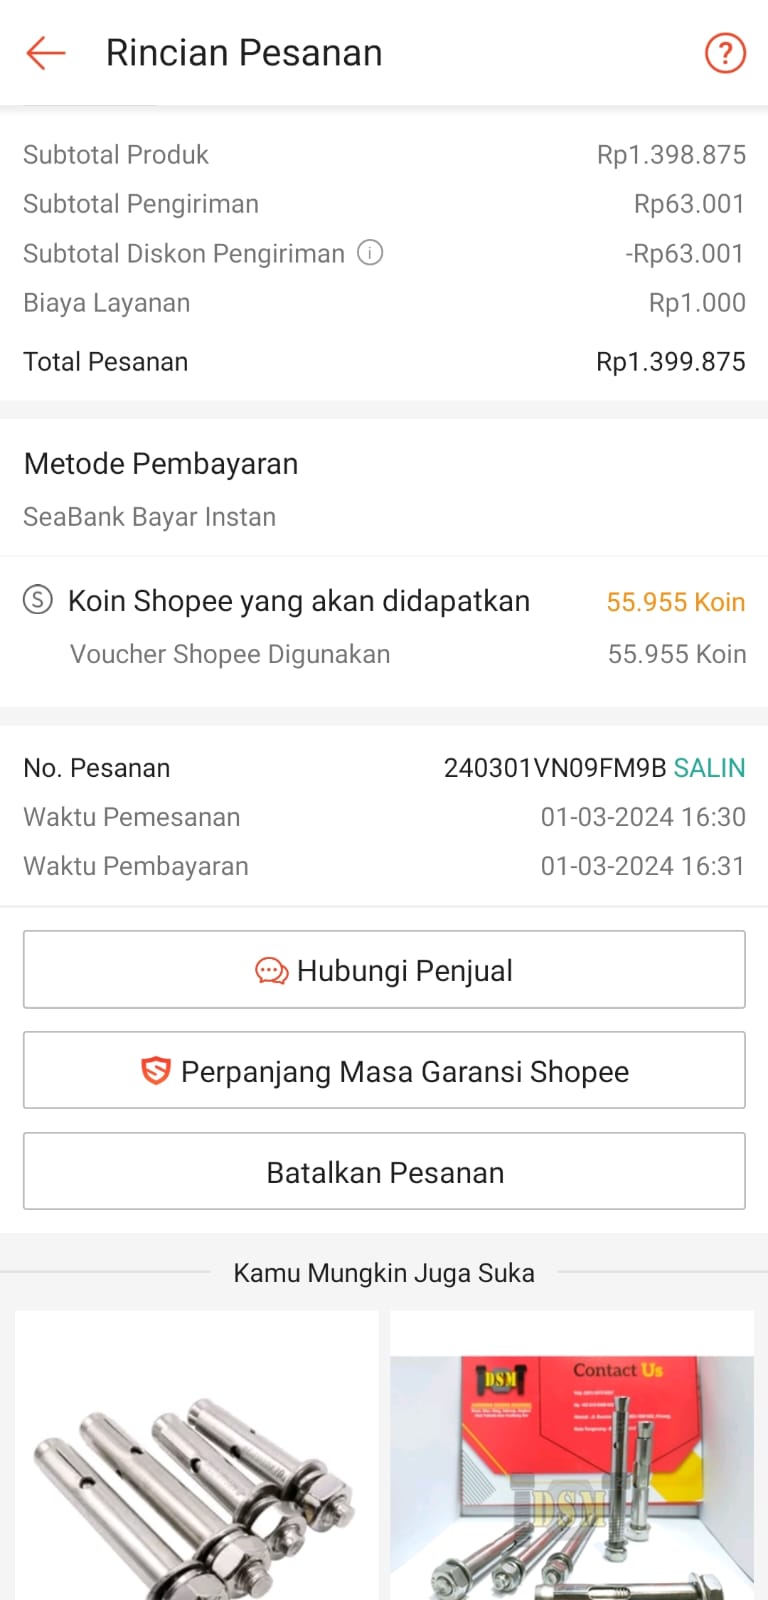 Rincian Pesanan
?
Subtotal Produk Rp1.398.875
Subtotal Pengiriman Rp63.001
Subtotal Diskon Pengiriman i -Rp63.001
Biaya Layanan Rp1.000
Total Pesanan Rp1.399.875
Metode Pembayaran
SeaBank Bayar Instan
S Koin Shopee yang akan didapatkan 55.955 Koin
Voucher Shopee Digunakan 55.955 Koin
No. Pesanan 240301VN09FM9B SALIN
Waktu Pemesanan 01-03-2024 16:30
Waktu Pembayaran 01-03-2024 16:31
Hubungi Penjual
S Perpanjang Masa Garansi Shopee
Batalkan Pesanan
Kamu Mungkin Juga Suka
DSM
Contact Us
DSM